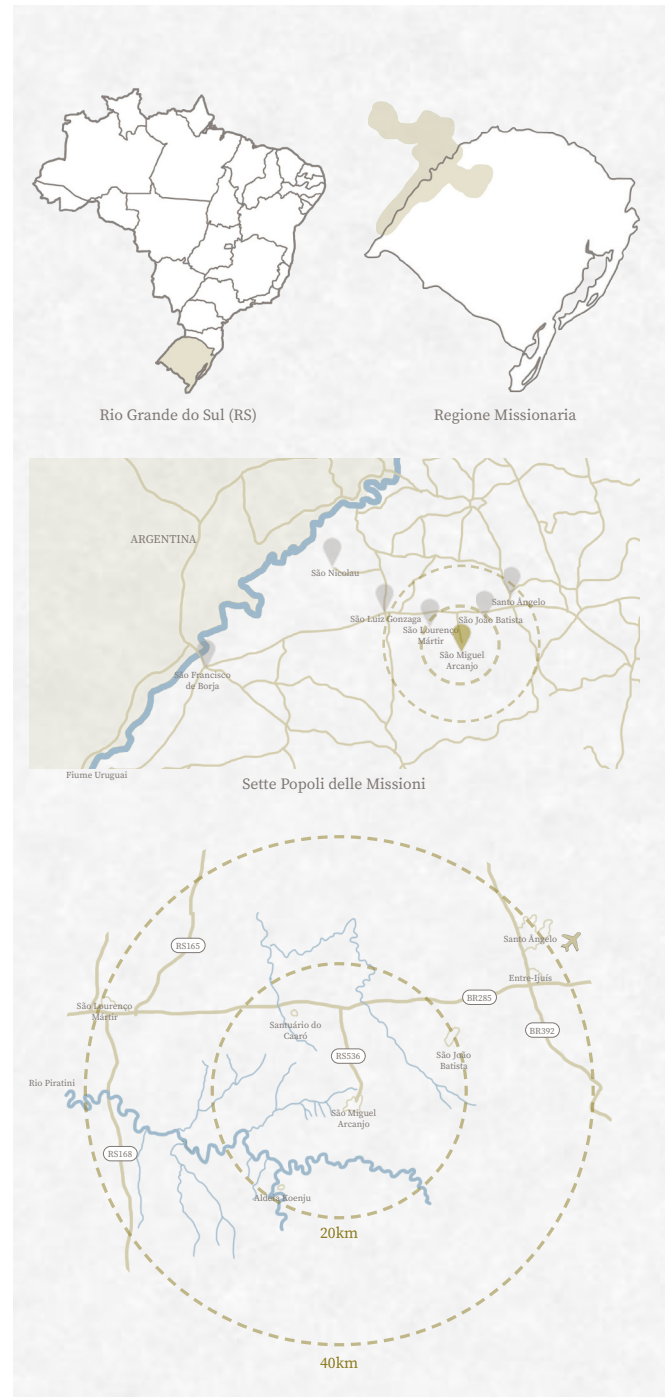 Rio Grande do Sul (RS)
Regione Missionaria
ARGENTINA
São Nicolau
Santo Ângelo
São Luiz Gonzaga
São João Batista
São Lourenço
Mártir
São Miguel
Arcanjo
São Francisco
de Borja
Fiume Uruguai
Sette Popoli delle Missioni
Santo Ângelo
RS165
Entre-Ijuís
BR285
São Lourenço
Mártir
Santuário do
Caaró
BR392
RS536
São João
Batista
Rio Piratini
São Miguel
Arcanjo
RS168
Aldeia Koenju
20km
40km